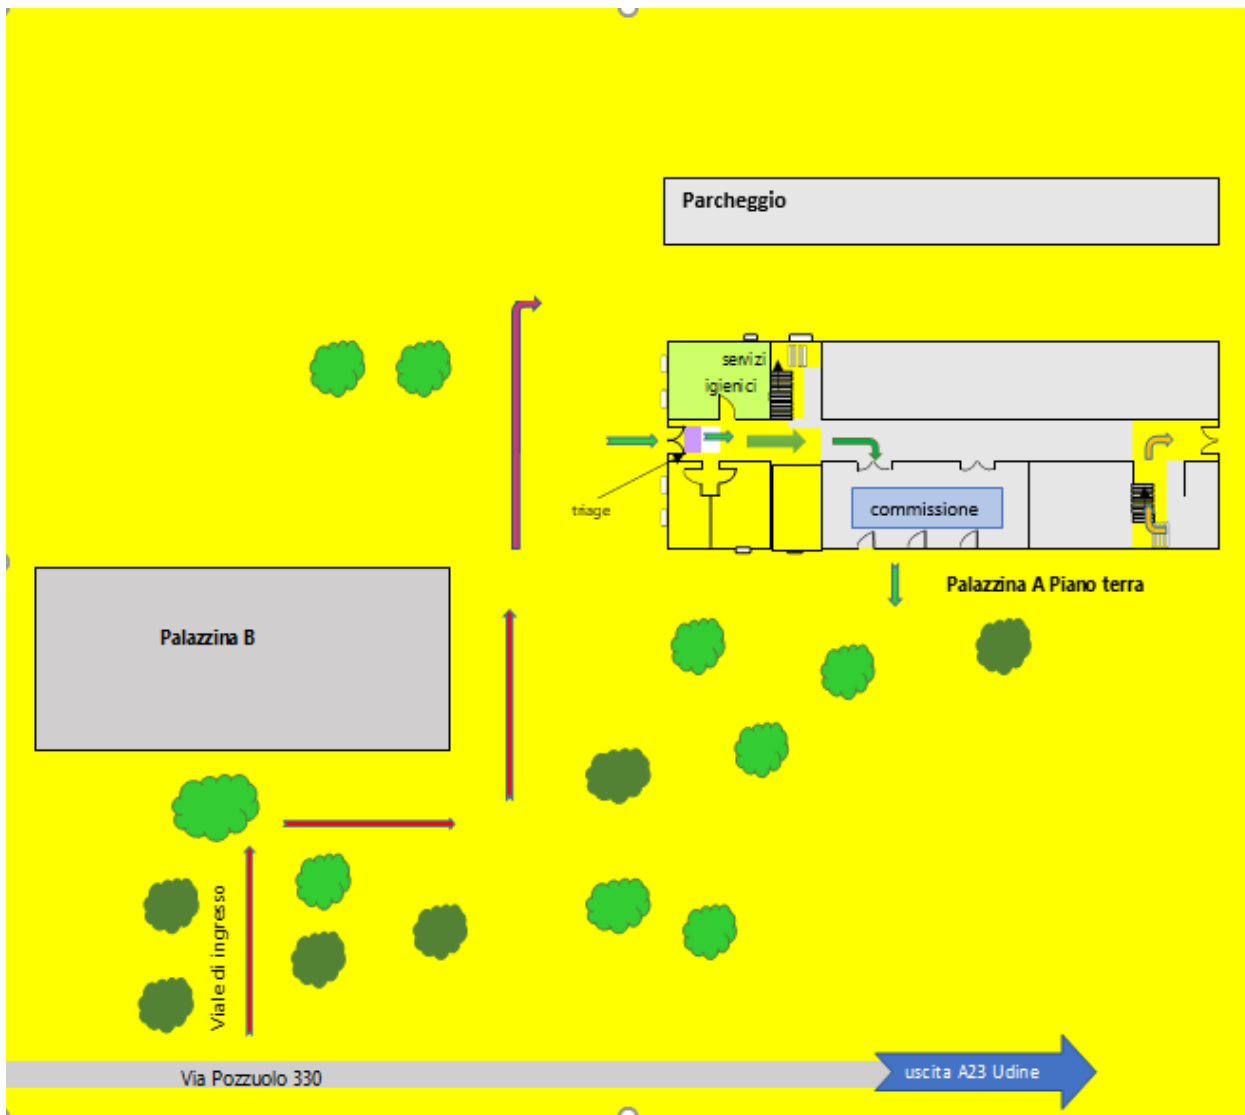 Parcheggio
servizi
igienici
triage
commissione
Palazzina A Piano terra
Palazzina B
Viale di ingresso
Via Pozzuolo 330
uscita A23 Udine